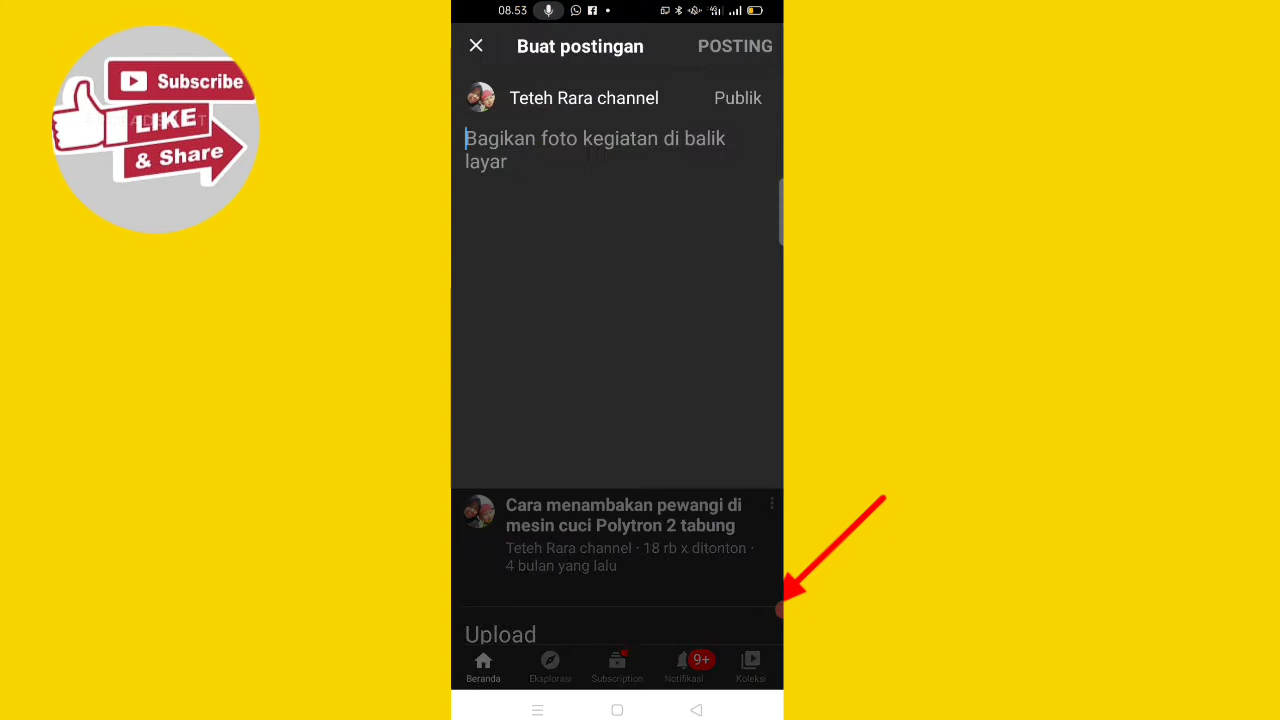 Subscribe
LIKE
& Share
08.53
Buat postingan
POSTING
Teteh Rara channel
Publik
Bagikan foto kegiatan di balik
layar
Cara menambakan pewangi di
mesin cuci Polytron 2 tabung
Teteh Rara channel · 18 rb x ditonton ·
4 bulan yang lalu
Upload
9+
Beranda
Eksplorasi
Subscription
Notifikasi
Koleksi